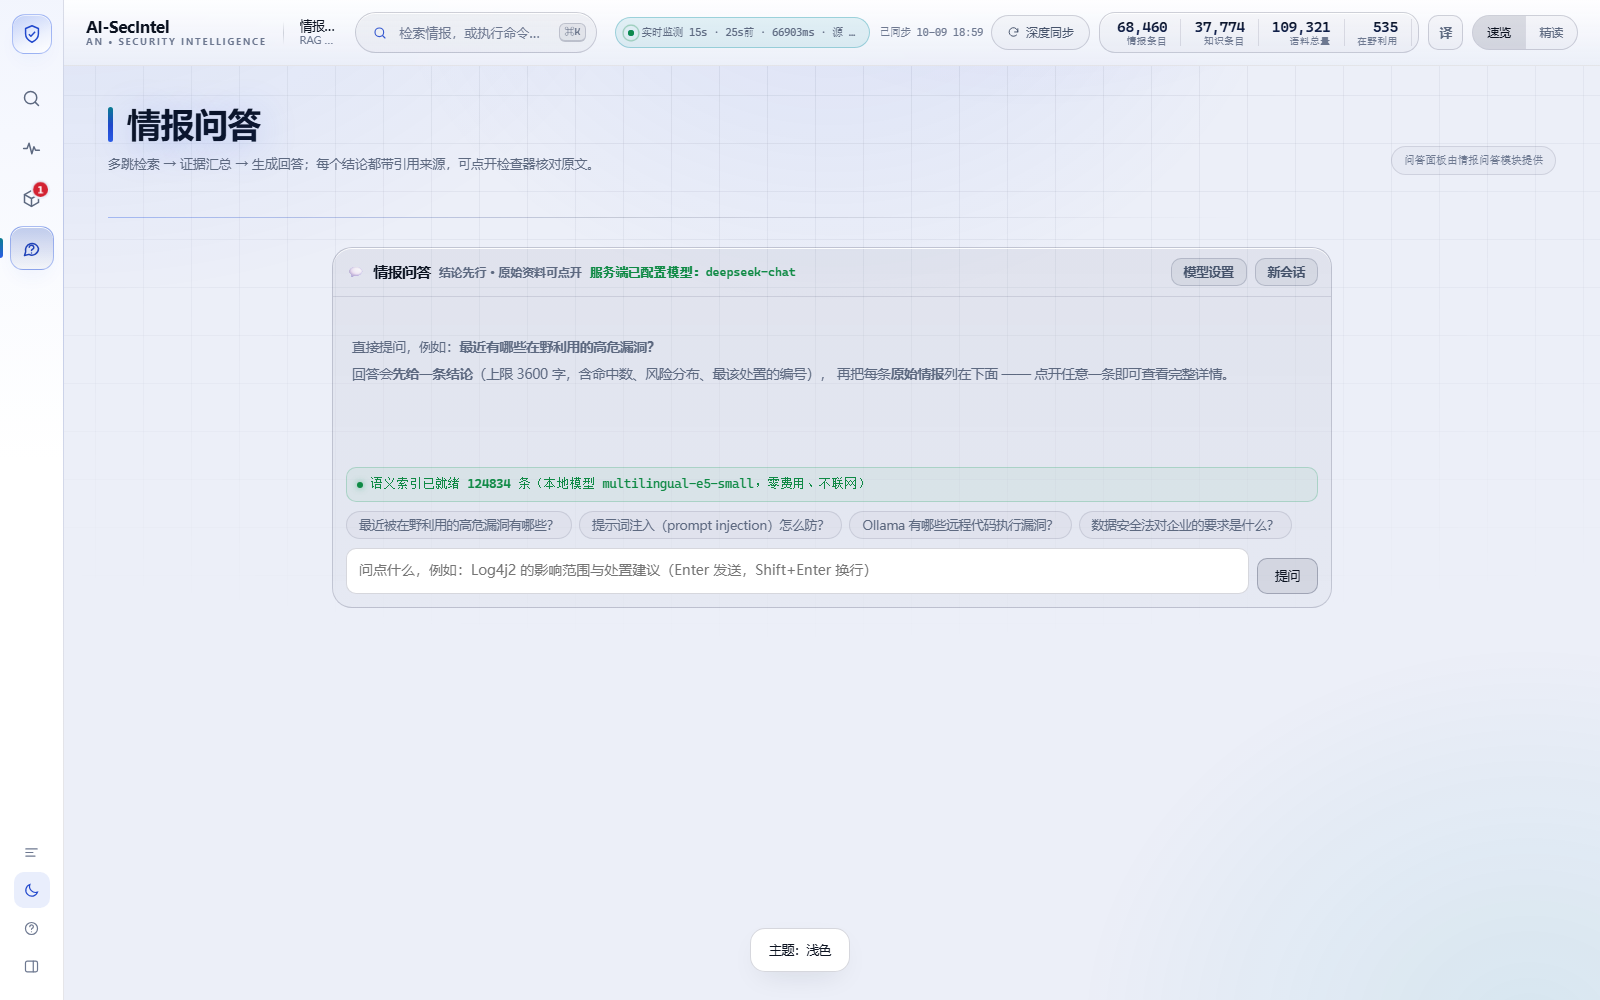 AI-SecIntel
AN • SECURITY INTELLIGENCE
情报...
RAG ...
检索情报，或执行命令...
⌘K
实时监测 15s · 25s前 · 66903ms · 源 …
已同步 10-09 18:59
深度同步
68,460
情报条目
37,774
知识条目
109,321
语料总量
535
在野利用
译
速览
精读
1
情报问答
多跳检索 → 证据汇总 → 生成回答；每个结论都带引用来源，可点开检查器核对原文。
问答面板由情报问答模块提供
情报问答 结论先行 • 原始资料可点开 服务端已配置模型：deepseek-chat
模型设置
新会话
直接提问，例如：最近有哪些在野利用的高危漏洞？
回答会先给一条结论（上限 3600 字，含命中数、风险分布、最该处置的编号）， 再把每条原始情报列在下面 —— 点开任意一条即可查看完整详情。
语义索引已就绪 124834 条（本地模型 multilingual-e5-small，零费用、不联网）
最近被在野利用的高危漏洞有哪些？
提示词注入（prompt injection）怎么防？
Ollama 有哪些远程代码执行漏洞？
数据安全法对企业的要求是什么？
问点什么，例如：Log4j2 的影响范围与处置建议（Enter 发送，Shift+Enter 换行）
提问
主题：浅色